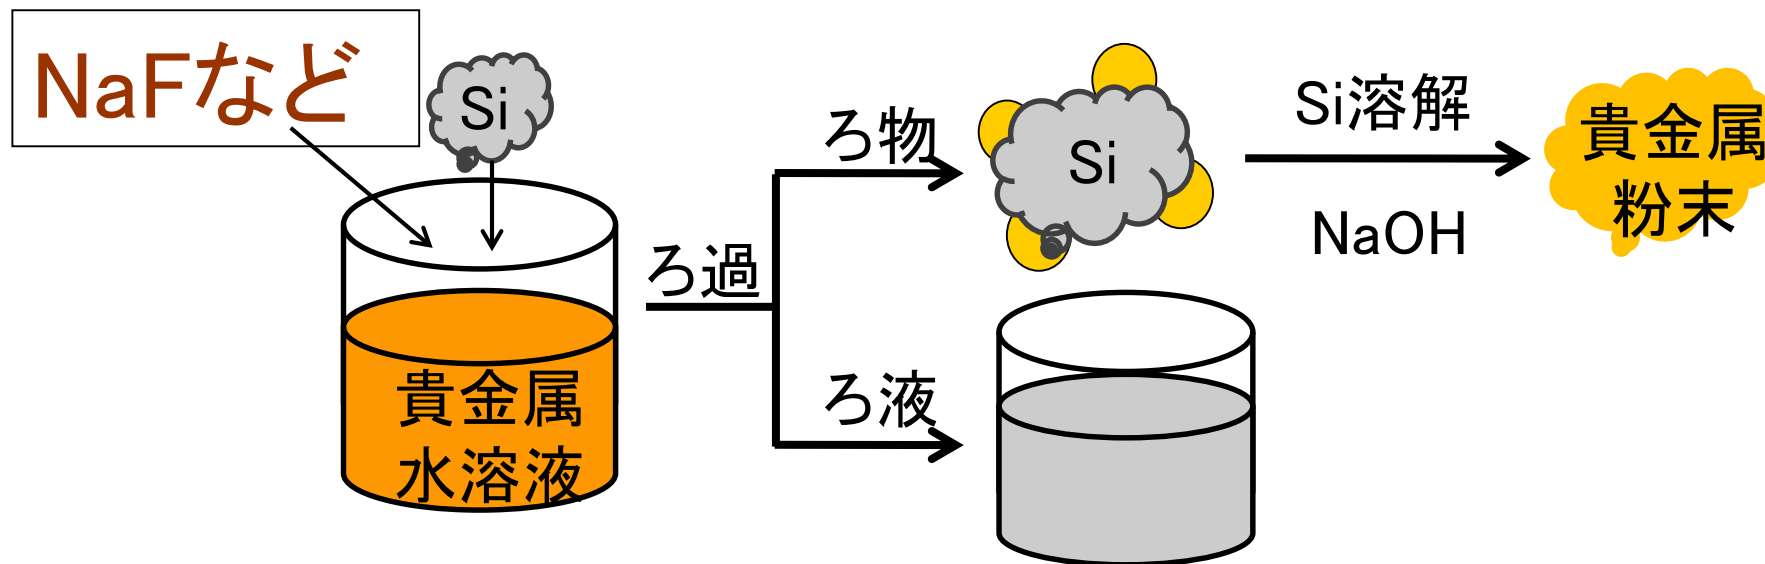 NaFなど
Si
貴金属
水溶液
ろ過
ろ物
ろ液
Si
Si溶解
NaOH
貴金属
粉末